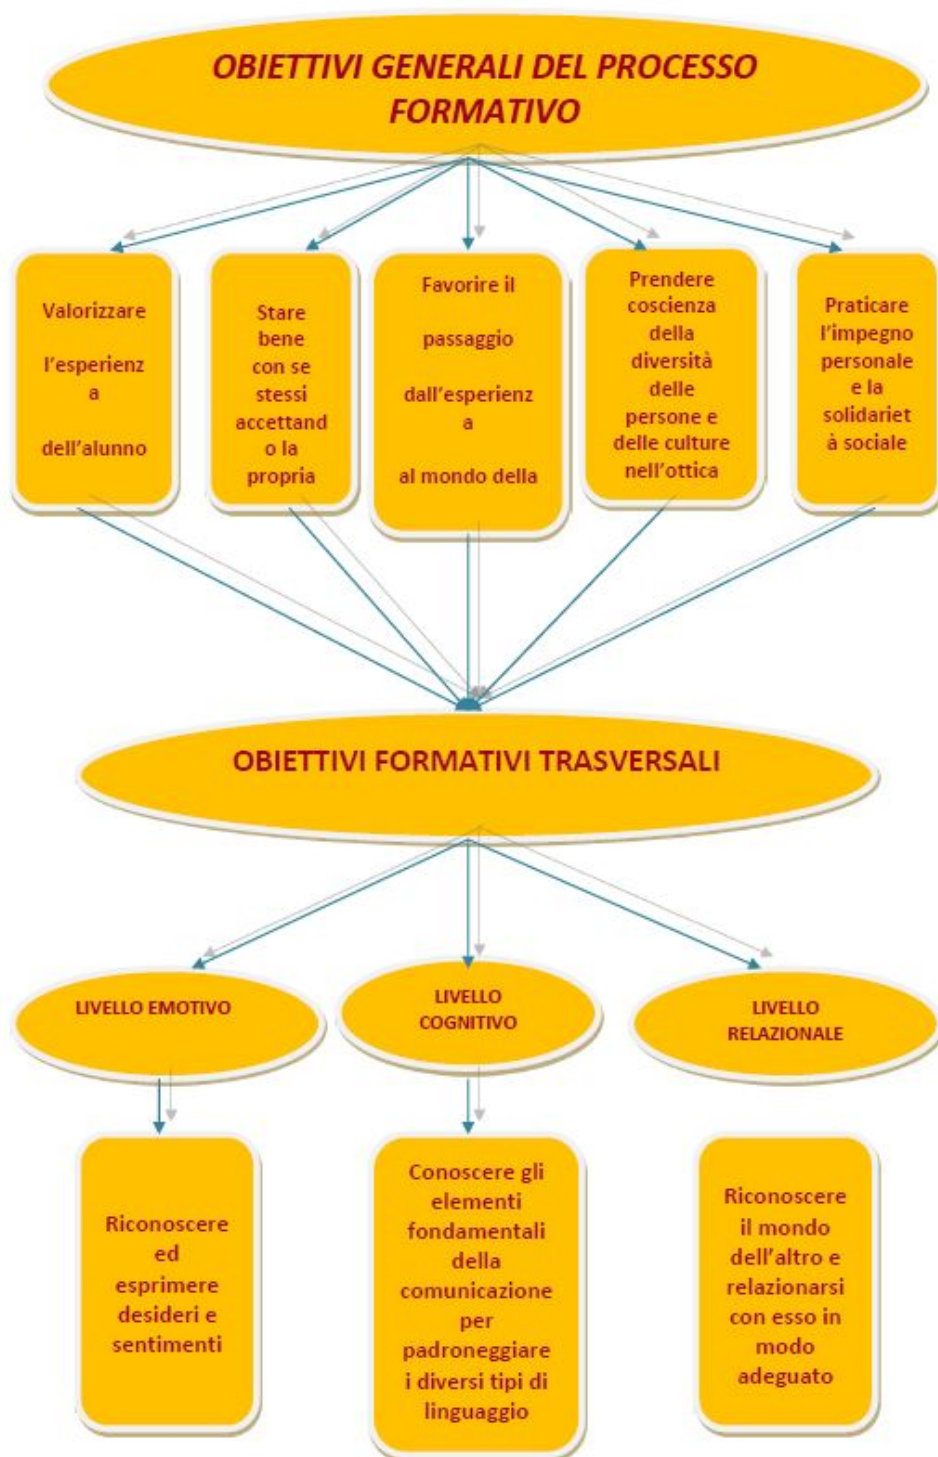 OBIETTIVI GENERALI DEL PROCESSO
FORMATIVO
Valorizzare
l'esperienz
a
dell'alunno
Stare
bene
con se
stessi
accettand
o la
propria
Favorire il
passaggio
dall'esperienz
a
al mondo della
Prendere
coscienza
della
diversità
delle
persone e
delle culture
nell'ottica
Praticare
l'impegno
personale
e la
solidariet
à sociale
OBIETTIVI FORMATIVI TRASVERSALI
LIVELLO EMOTIVO
LIVELLO
COGNITIVO
LIVELLO
RELAZIONALE
Riconoscere
ed
esprimere
desideri e
sentimenti
Conoscere gli
elementi
fondamentali
della
comunicazione
per
padroneggiare
i diversi tipi di
linguaggio
Riconoscere
il mondo
dell'altro e
relazionarsi
con esso in
modo
adeguato